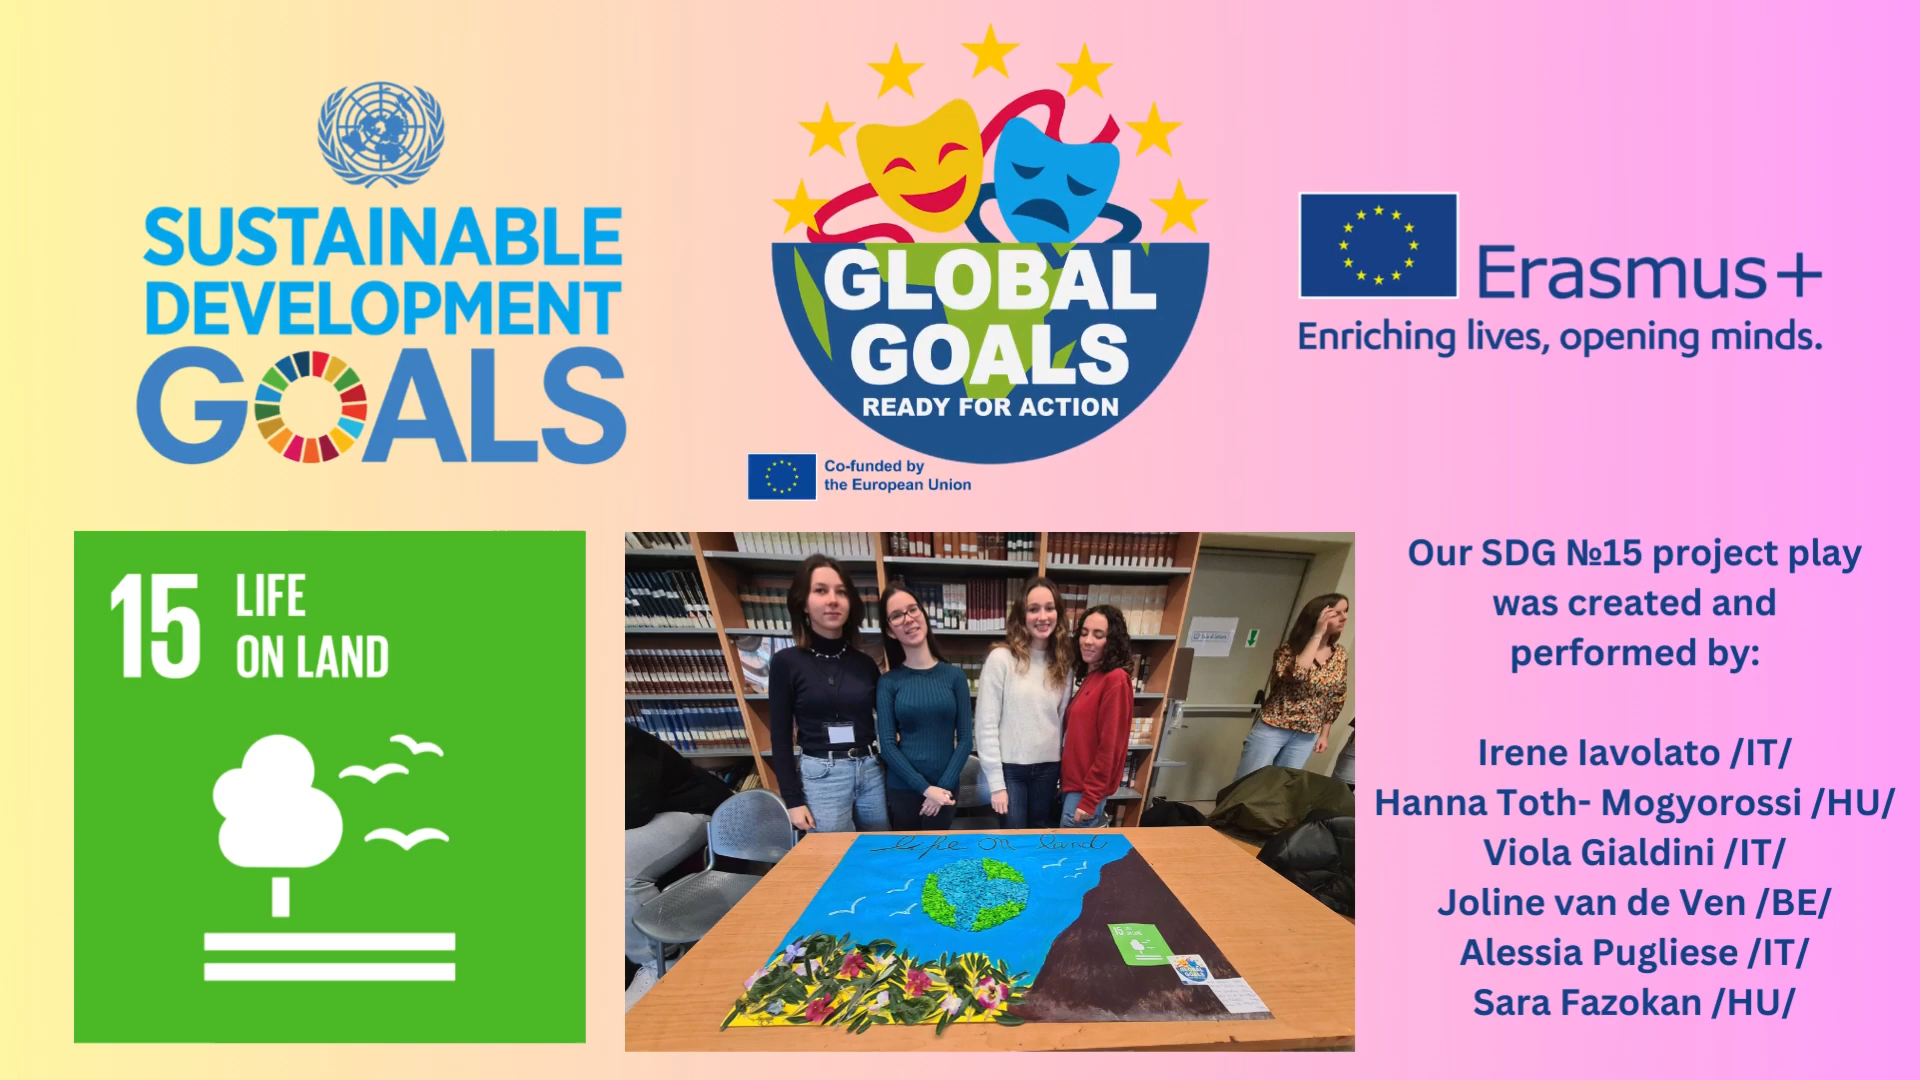 SUSTAINABLE
DEVELOPMENT
GOALS
GLOBAL
GOALS
READY FOR ACTION
Co-funded by
the European Union
Erasmus+
Enriching lives, opening minds.
15 LIFE
ON LAND
Life On Land
15
GLOBAL
GOALS
Our SDG №15 project play
was created and
performed by:
Irene Iavolato /IT/
Hanna Toth- Mogyorossi /HU/
Viola Gialdini /IT/
Joline van de Ven /BE/
Alessia Pugliese /IT/
Sara Fazokan /HU/